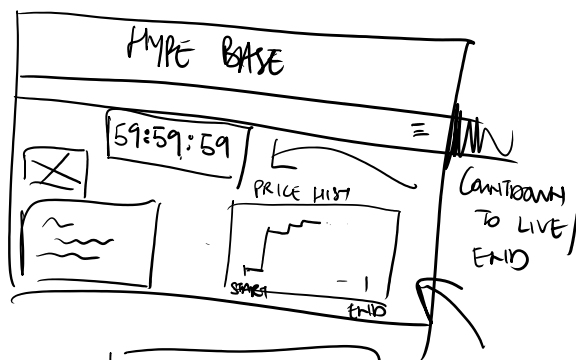 HYPE BASE
59:59:59
PRICE HIST
START
END
COUNTDOWN
TO LIVE/
END